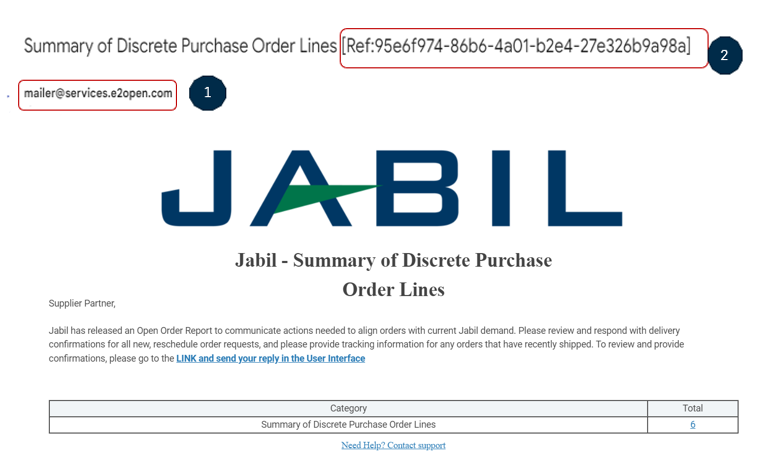 Summary of Discrete Purchase Order Lines [Ref:95e6f974-86b6-4a01-b2e4-27e326b9a98a]
2
mailer@services.e2open.com
1
JABIL
Jabil - Summary of Discrete Purchase
Order Lines
Supplier Partner,
Jabil has released an Open Order Report to communicate actions needed to align orders with current Jabil demand. Please review and respond with delivery
confirmations for all new, reschedule order requests, and please provide tracking information for any orders that have recently shipped. To review and provide
confirmations, please go to the LINK and send your reply in the User Interface
Category Total
Summary of Discrete Purchase Order Lines 6
Need Help? Contact support